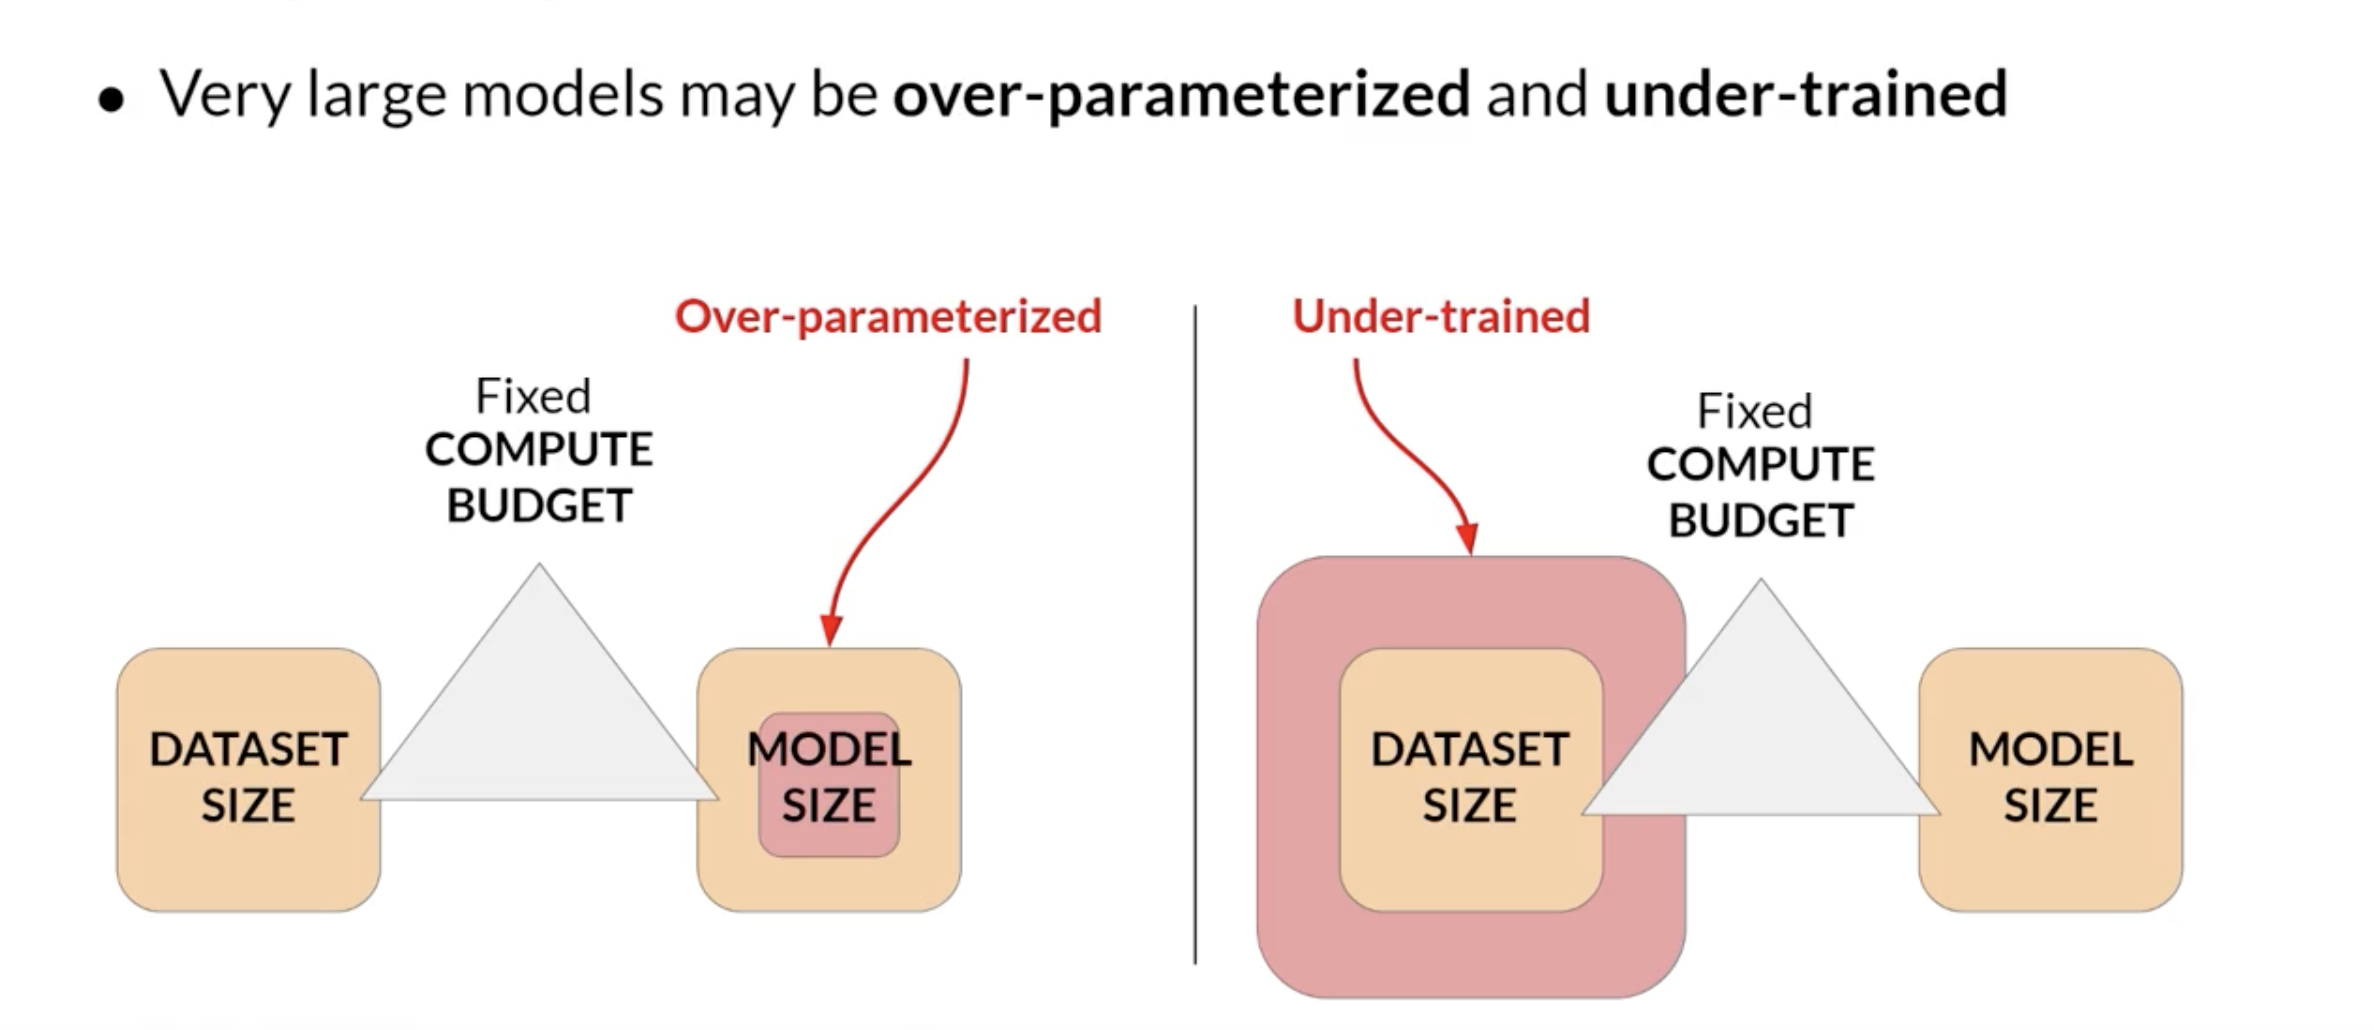 • Very large models may be over-parameterized and under-trained
Over-parameterized
Fixed
COMPUTE
BUDGET
DATASET
SIZE
MODEL
SIZE
Under-trained
Fixed
COMPUTE
BUDGET
DATASET
SIZE
MODEL
SIZE